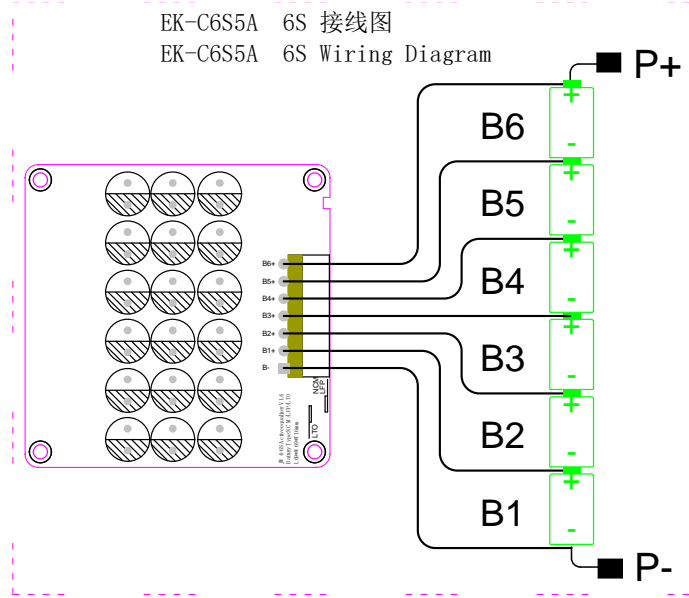 EK-C6S5A 6S 接线图
EK-C6S5A 6S Wiring Diagram
P+
+
B6
-
+
B5
-
+
B4
-
+
B3
-
+
B2
-
+
B1
-
P-
B6+
B5+
B4+
B3+
B2+
B1+
B-
NCM
LFP
LTO